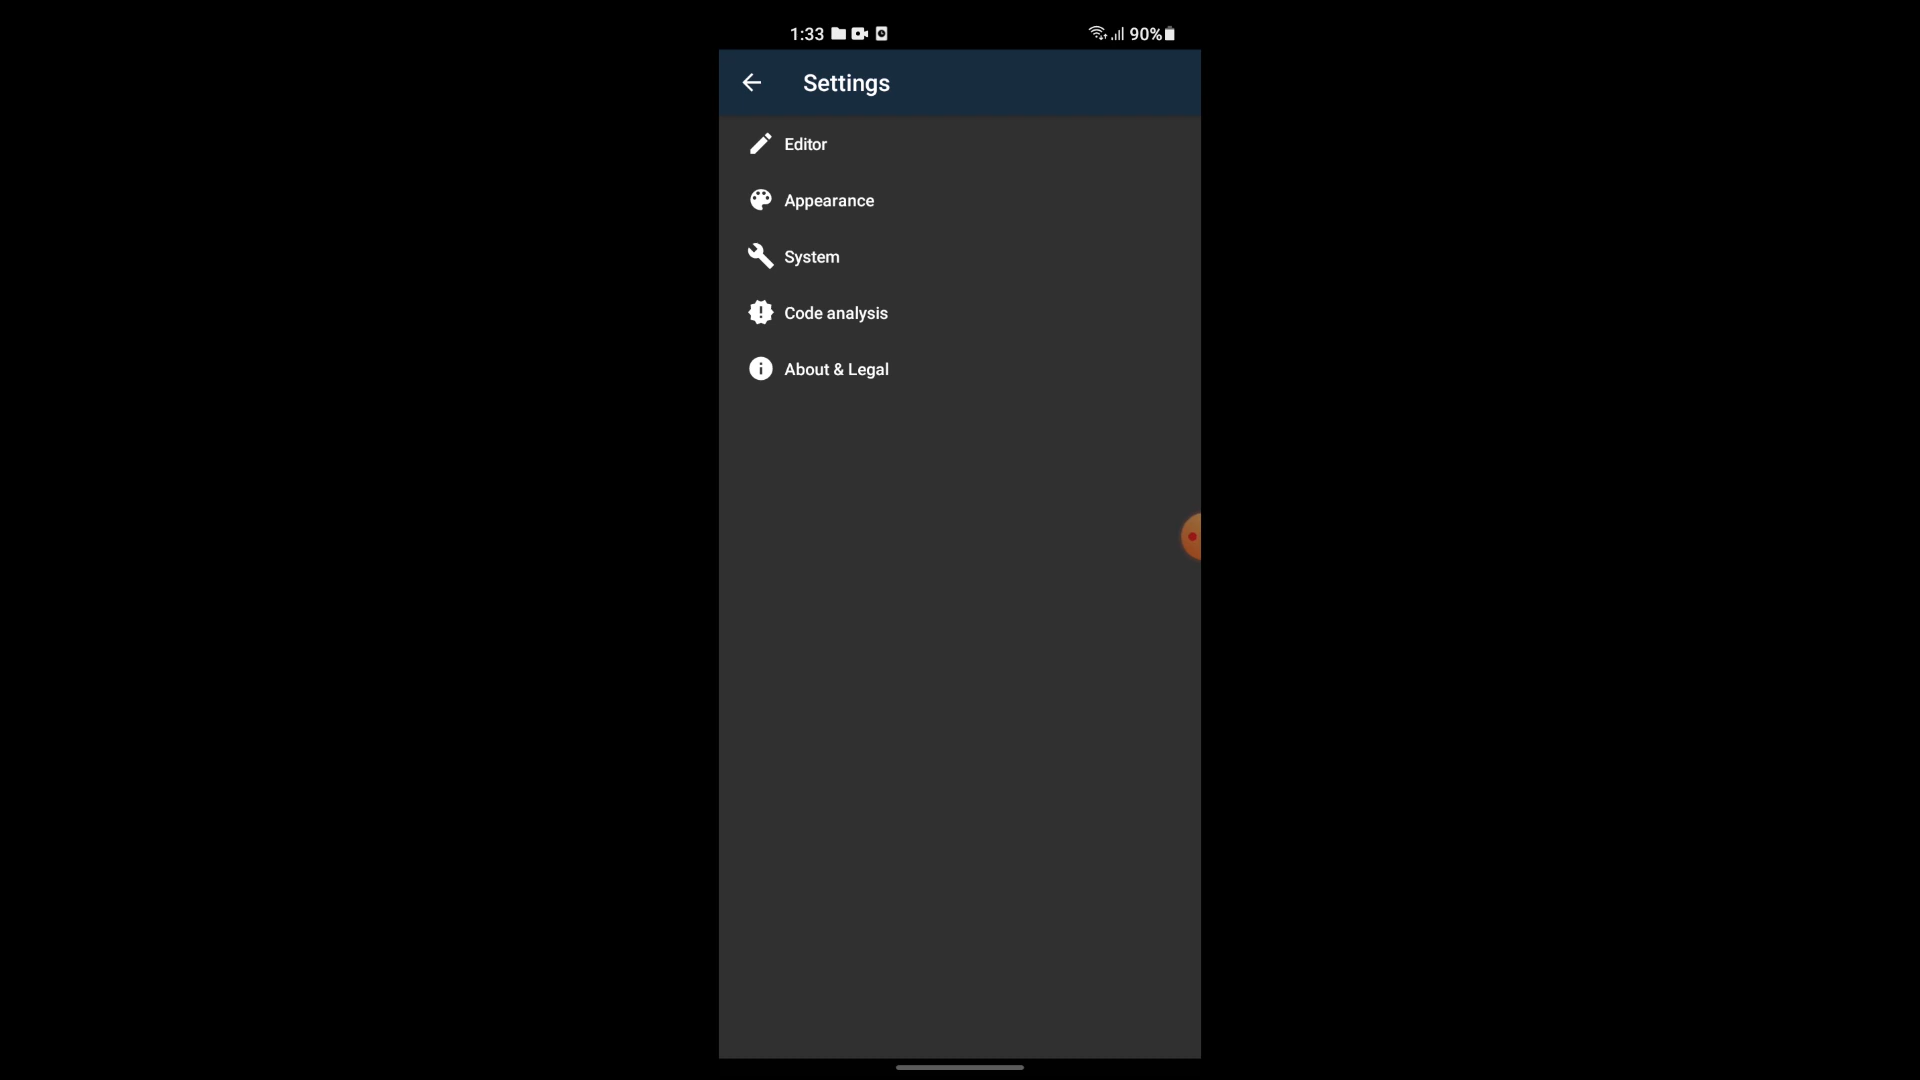 1:33 90%
Settings
Editor
Appearance
System
Code analysis
About & Legal